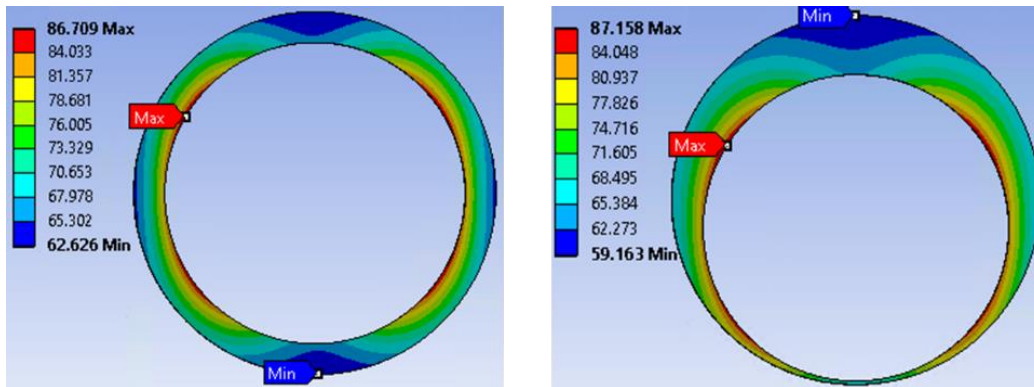 86.709 Max
84.033
81.357
78.681
76.005
73.329
70.653
67.978
65.302
62.626 Min
Max
Min
87.158 Max
84.048
80.937
77.826
74.716
71.605
68.495
65.384
62.273
59.163 Min
Min
Max